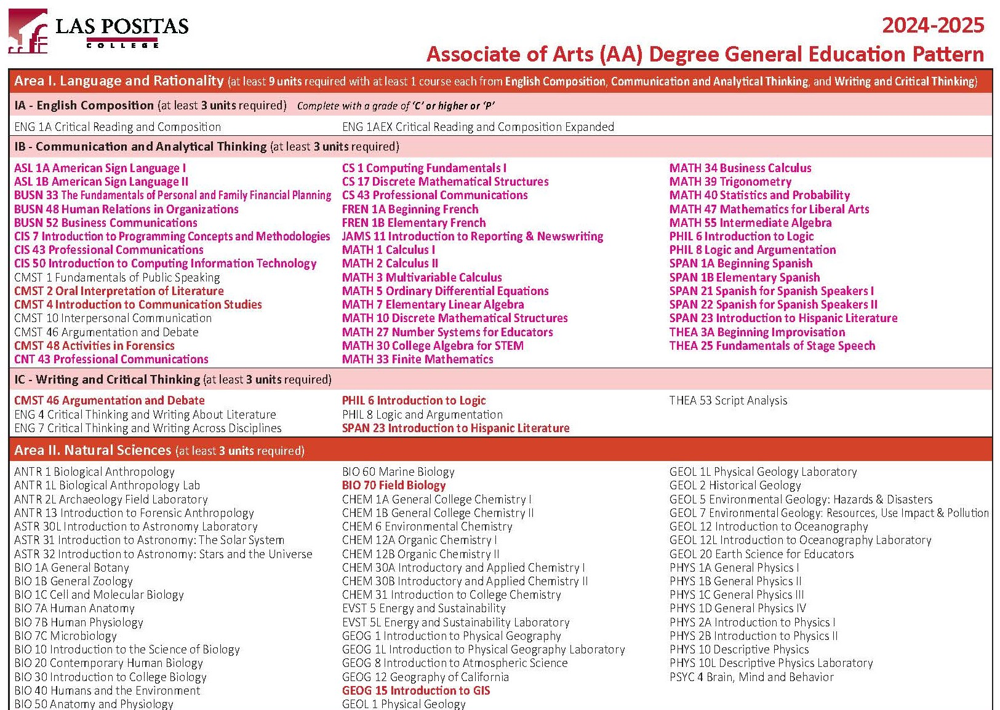 LAS POSITAS
COLLEGE
2024-2025
Associate of Arts (AA) Degree General Education Pattern
Area I. Language and Rationality (at least 9 units required with at least 1 course each from English Composition, Communication and Analytical Thinking, and Writing and Critical Thinking)
IA - English Composition (at least 3 units required) Complete with a grade of ‘C’ or higher or ‘P’
ENG 1A Critical Reading and Composition
ENG 1AEX Critical Reading and Composition Expanded
IB - Communication and Analytical Thinking (at least 3 units required)
ASL 1A American Sign Language I
ASL 1B American Sign Language II
BUSN 33 The Fundamentals of Personal and Family Financial Planning
BUSN 48 Human Relations in Organizations
BUSN 52 Business Communications
CIS 7 Introduction to Programming Concepts and Methodologies
CIS 43 Professional Communications
CIS 50 Introduction to Computing Information Technology
CMST 1 Fundamentals of Public Speaking
CMST 2 Oral Interpretation of Literature
CMST 4 Introduction to Communication Studies
CMST 10 Interpersonal Communication
CMST 46 Argumentation and Debate
CMST 48 Activities in Forensics
CNT 43 Professional Communications
CS 1 Computing Fundamentals I
CS 17 Discrete Mathematical Structures
CS 43 Professional Communications
FREN 1A Beginning French
FREN 1B Elementary French
JAMS 11 Introduction to Reporting & Newswriting
MATH 1 Calculus I
MATH 2 Calculus II
MATH 3 Multivariable Calculus
MATH 5 Ordinary Differential Equations
MATH 7 Elementary Linear Algebra
MATH 10 Discrete Mathematical Structures
MATH 27 Number Systems for Educators
MATH 30 College Algebra for STEM
MATH 33 Finite Mathematics
MATH 34 Business Calculus
MATH 39 Trigonometry
MATH 40 Statistics and Probability
MATH 47 Mathematics for Liberal Arts
MATH 55 Intermediate Algebra
PHIL 6 Introduction to Logic
PHIL 8 Logic and Argumentation
SPAN 1A Beginning Spanish
SPAN 1B Elementary Spanish
SPAN 21 Spanish for Spanish Speakers I
SPAN 22 Spanish for Spanish Speakers II
SPAN 23 Introduction to Hispanic Literature
THEA 3A Beginning Improvisation
THEA 25 Fundamentals of Stage Speech
IC - Writing and Critical Thinking (at least 3 units required)
CMST 46 Argumentation and Debate
ENG 4 Critical Thinking and Writing About Literature
ENG 7 Critical Thinking and Writing Across Disciplines
PHIL 6 Introduction to Logic
PHIL 8 Logic and Argumentation
SPAN 23 Introduction to Hispanic Literature
THEA 53 Script Analysis
Area II. Natural Sciences (at least 3 units required)
ANTR 1 Biological Anthropology
ANTR 1L Biological Anthropology Lab
ANTR 2L Archaeology Field Laboratory
ANTR 13 Introduction to Forensic Anthropology
ASTR 30L Introduction to Astronomy Laboratory
ASTR 31 Introduction to Astronomy: The Solar System
ASTR 32 Introduction to Astronomy: Stars and the Universe
BIO 1A General Botany
BIO 1B General Zoology
BIO 1C Cell and Molecular Biology
BIO 7A Human Anatomy
BIO 7B Human Physiology
BIO 7C Microbiology
BIO 10 Introduction to the Science of Biology
BIO 20 Contemporary Human Biology
BIO 30 Introduction to College Biology
BIO 40 Humans and the Environment
BIO 50 Anatomy and Physiology
BIO 60 Marine Biology
BIO 70 Field Biology
CHEM 1A General College Chemistry I
CHEM 1B General College Chemistry II
CHEM 6 Environmental Chemistry
CHEM 12A Organic Chemistry I
CHEM 12B Organic Chemistry II
CHEM 30A Introductory and Applied Chemistry I
CHEM 30B Introductory and Applied Chemistry II
CHEM 31 Introduction to College Chemistry
EVST 5 Energy and Sustainability
EVST 5L Energy and Sustainability Laboratory
GEOG 1 Introduction to Physical Geography
GEOG 1L Introduction to Physical Geography Laboratory
GEOG 8 Introduction to Atmospheric Science
GEOG 12 Geography of California
GEOG 15 Introduction to GIS
GEOL 1 Physical Geology
GEOL 1L Physical Geology Laboratory
GEOL 2 Historical Geology
GEOL 5 Environmental Geology: Hazards & Disasters
GEOL 7 Environmental Geology: Resources, Use Impact & Pollution
GEOL 12 Introduction to Oceanography
GEOL 12L Introduction to Oceanography Laboratory
GEOL 20 Earth Science for Educators
PHYS 1A General Physics I
PHYS 1B General Physics II
PHYS 1C General Physics III
PHYS 1D General Physics IV
PHYS 2A Introduction to Physics I
PHYS 2B Introduction to Physics II
PHYS 10 Descriptive Physics
PHYS 10L Descriptive Physics Laboratory
PSYC 4 Brain, Mind and Behavior